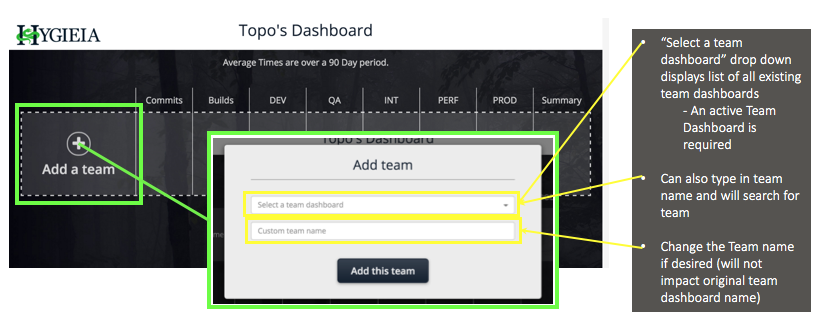 HYGIEIA
Topo's Dashboard
Average Times are over a 90 Day period.
Commits Builds DEV QA INT PERF PROD Summary
Add a team
Topo's Dashboard
Add team
Select a team dashboard
Custom team name
Add this team
• “Select a team
dashboard” drop down
displays list of all existing
team dashboards
- An active Team
Dashboard is
required
• Can also type in team
name and will search for
team
• Change the Team name
if desired (will not
impact original team
dashboard name)